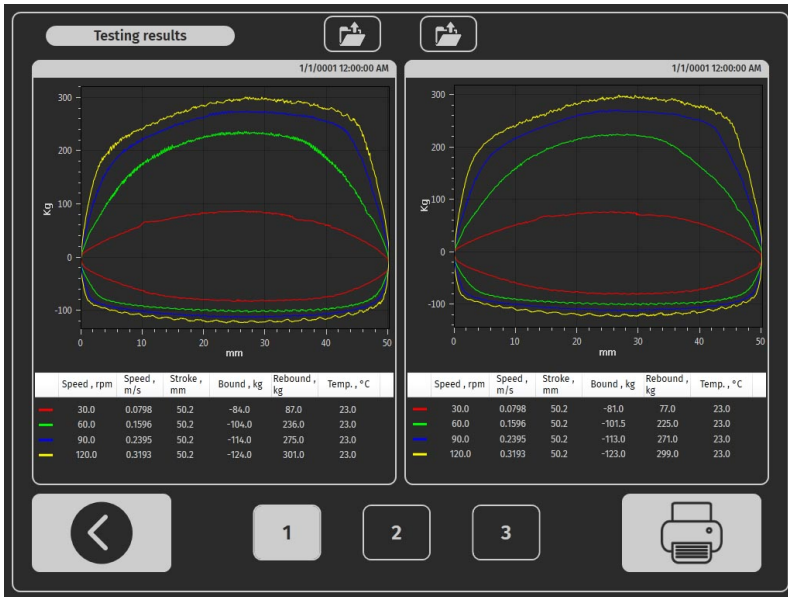 Testing results
1/1/0001 12:00:00 AM
300
200
100
0
-100
Kg
0 10 20 30 40 50
mm
Speed , rpm Speed , m/s Stroke , mm Bound , kg Rebound , kg Temp. , °C
30.0 0.0798 50.2 -84.0 87.0 23.0
60.0 0.1596 50.2 -104.0 236.0 23.0
90.0 0.2395 50.2 -114.0 275.0 23.0
120.0 0.3193 50.2 -124.0 301.0 23.0
1/1/0001 12:00:00 AM
300
200
100
0
-100
Kg
0 10 20 30 40 50
mm
Speed , rpm Speed , m/s Stroke , mm Bound , kg Rebound , kg Temp. , °C
30.0 0.0798 50.2 -81.0 77.0 23.0
60.0 0.1596 50.2 -101.5 225.0 23.0
90.0 0.2395 50.2 -113.0 271.0 23.0
120.0 0.3193 50.2 -123.0 299.0 23.0
1 2 3